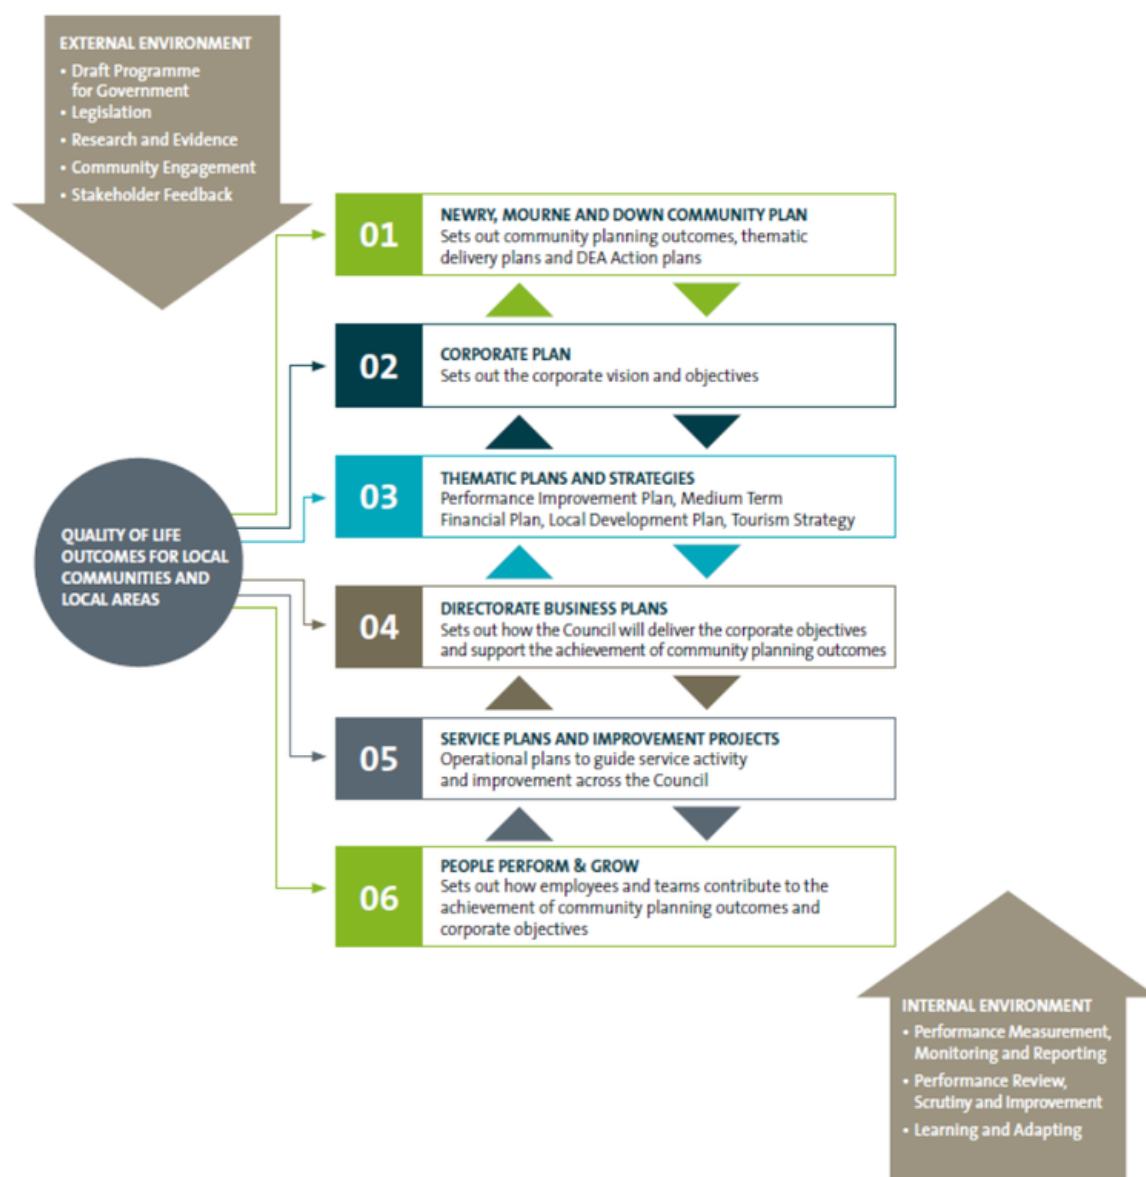 EXTERNAL ENVIRONMENT
• Draft Programme
for Government
• Legislation
• Research and Evidence
• Community Engagement
• Stakeholder Feedback
01
NEWRY, MOURNE AND DOWN COMMUNITY PLAN
Sets out community planning outcomes, thematic
delivery plans and DEA Action plans
02
CORPORATE PLAN
Sets out the corporate vision and objectives
03
THEMATIC PLANS AND STRATEGIES
Performance Improvement Plan, Medium Term
Financial Plan, Local Development Plan, Tourism Strategy
QUALITY OF LIFE
OUTCOMES FOR LOCAL
COMMUNITIES AND
LOCAL AREAS
04
DIRECTORATE BUSINESS PLANS
Sets out how the Council will deliver the corporate objectives
and support the achievement of community planning outcomes
05
SERVICE PLANS AND IMPROVEMENT PROJECTS
Operational plans to guide service activity
and improvement across the Council
06
PEOPLE PERFORM & GROW
Sets out how employees and teams contribute to the
achievement of community planning outcomes and
corporate objectives
INTERNAL ENVIRONMENT
• Performance Measurement,
Monitoring and Reporting
• Performance Review,
Scrutiny and Improvement
• Learning and Adapting